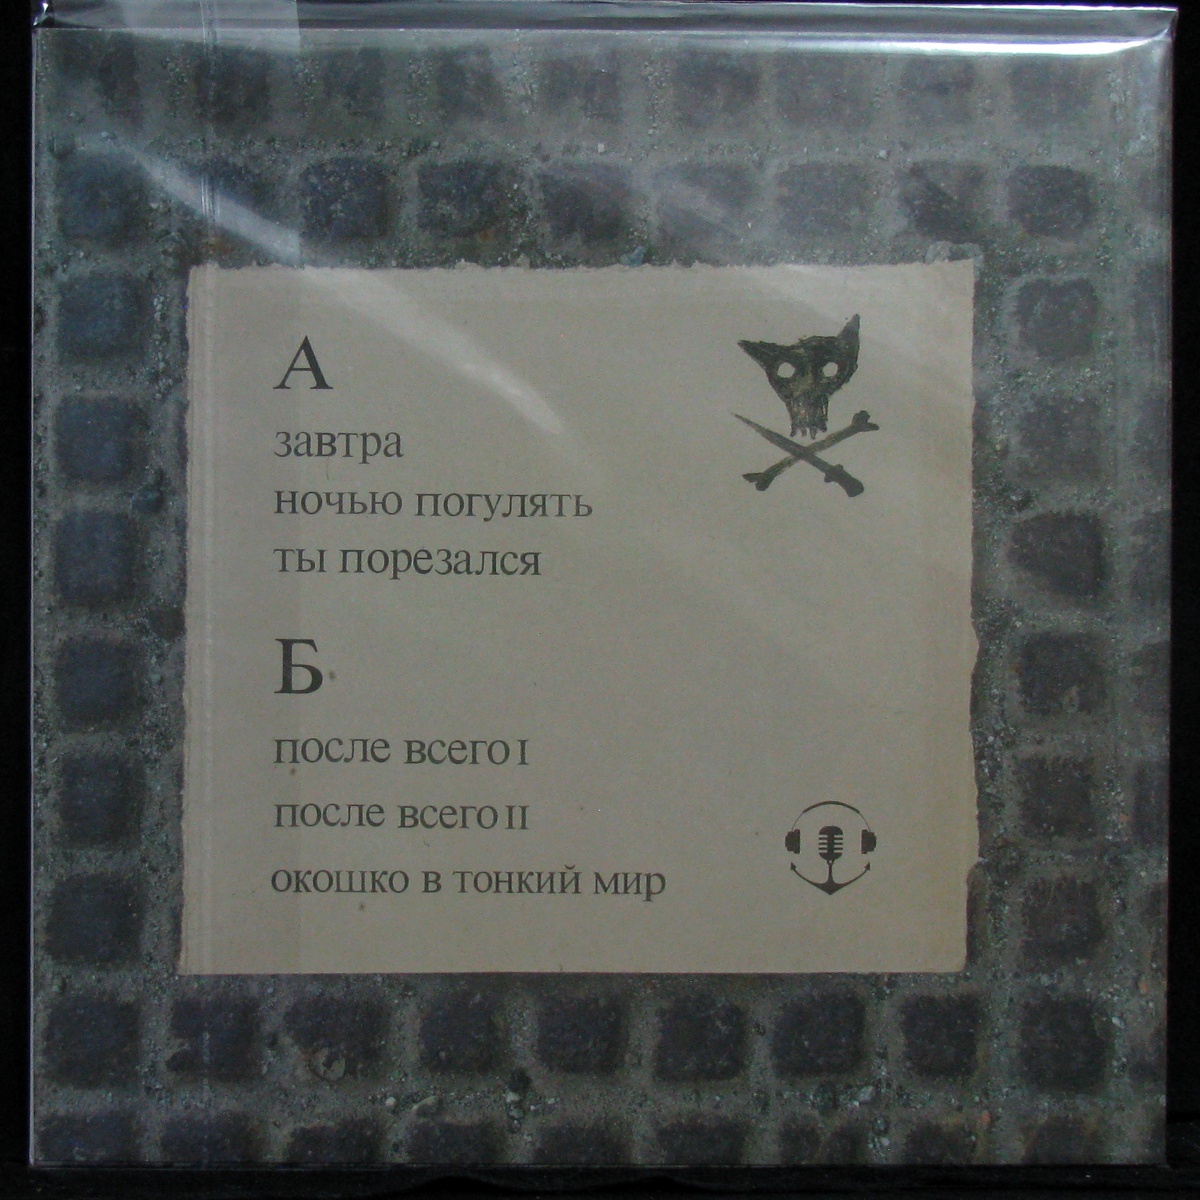 А
завтра
ночью погулять
ты порезался
Б
после всего I
после всего II
окошко в тонкий мир